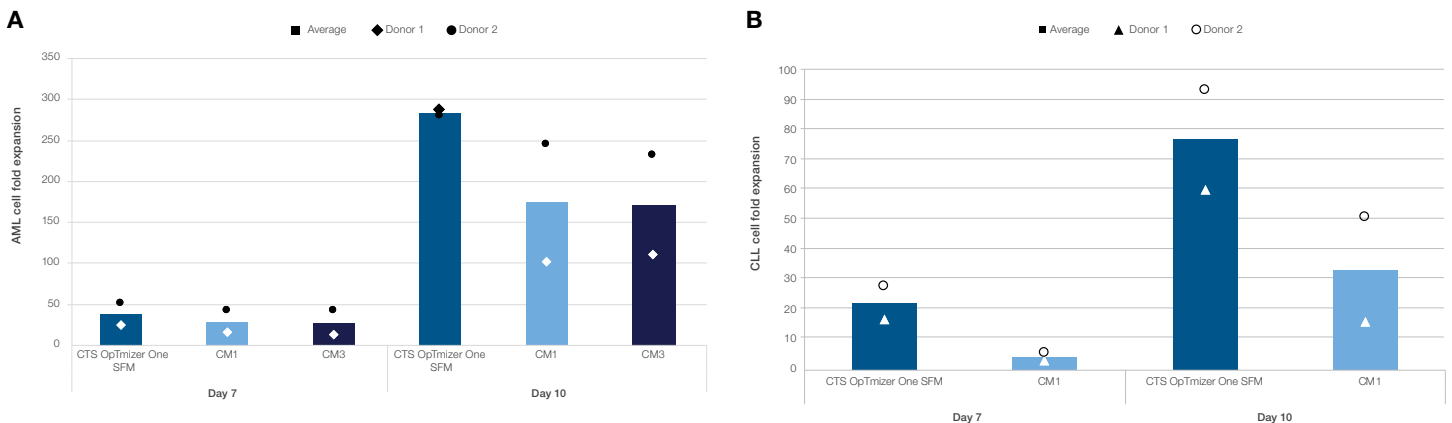 A
Average Donor 1 Donor 2
AML cell fold expansion
350
300
250
200
150
100
50
0
CTS OpTmizer One
SFM
CM1
CM3
CTS OpTmizer One
SFM
CM1
CM3
Day 7
Day 10
B
Average Donor 1 Donor 2
CLL cell fold expansion
100
90
80
70
60
50
40
30
20
10
0
CTS OpTmizer One SFM
CM1
CTS OpTmizer One SFM
CM1
Day 7
Day 10